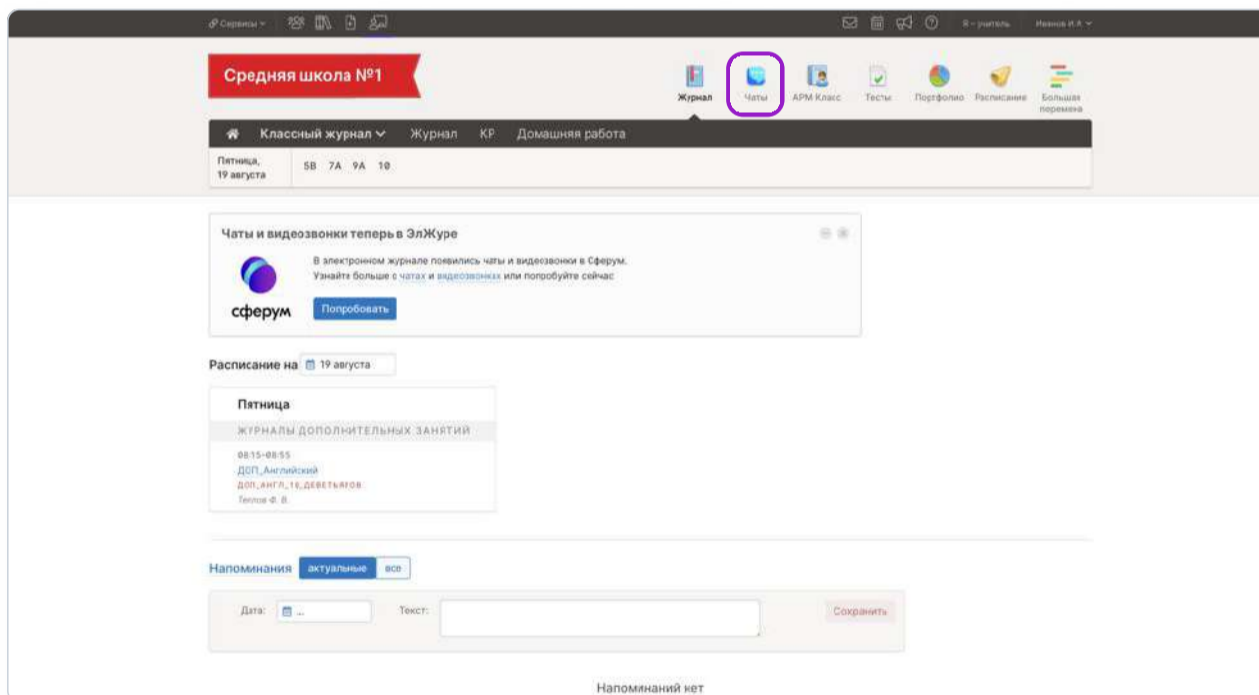 Сервисы
Я - учитель
Иванов И.Я.
Средняя школа №1
Журнал
Чаты
АРМ Класс
Тесты
Портфолио
Расписание
Большая перемена
Классный журнал Журнал КР Домашняя работа
Пятница,
19 августа
5В 7А 9А 10
Чаты и видеозвонки теперь в ЭлЖуре
В электронном журнале появились чаты и видеозвонки в Сферум.
Узнайте больше о чатах и видеозвонках или попробуйте сейчас
сферум
Попробовать
Расписание на 19 августа
Пятница
ЖУРНАЛЫ ДОПОЛНИТЕЛЬНЫХ ЗАНЯТИЙ
08:15-08:55
ДОП_Английский
ДОП_АНГЛ_10_ДЕВЕТЬЯРОВ
Теплов Ф. В.
Напоминания актуальные все
Дата: ... Текст: Сохранить
Напоминаний нет